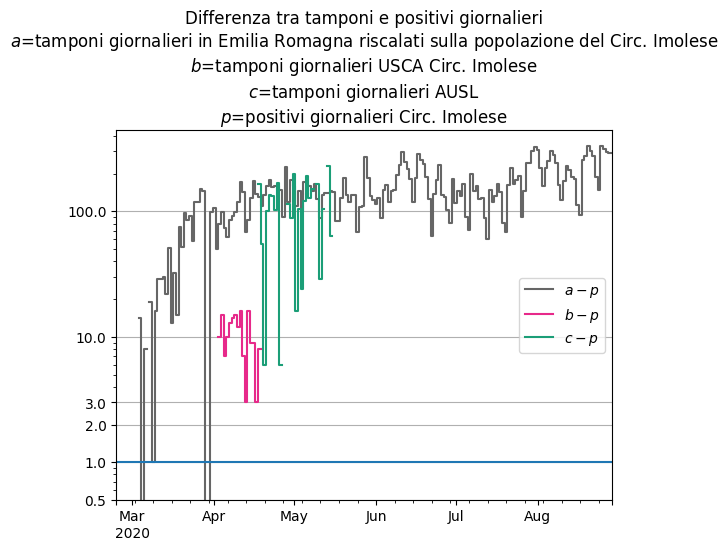 Differenza tra tamponi e positivi giornalieri
a=tamponi giornalieri in Emilia Romagna riscalati sulla popolazione del Circ. Imolese
b=tamponi giornalieri USCA Circ. Imolese
c=tamponi giornalieri AUSL
p=positivi giornalieri Circ. Imolese
100.0
10.0
3.0
2.0
1.0
0.5
a − p
b − p
c − p
Mar Apr May Jun Jul Aug
2020